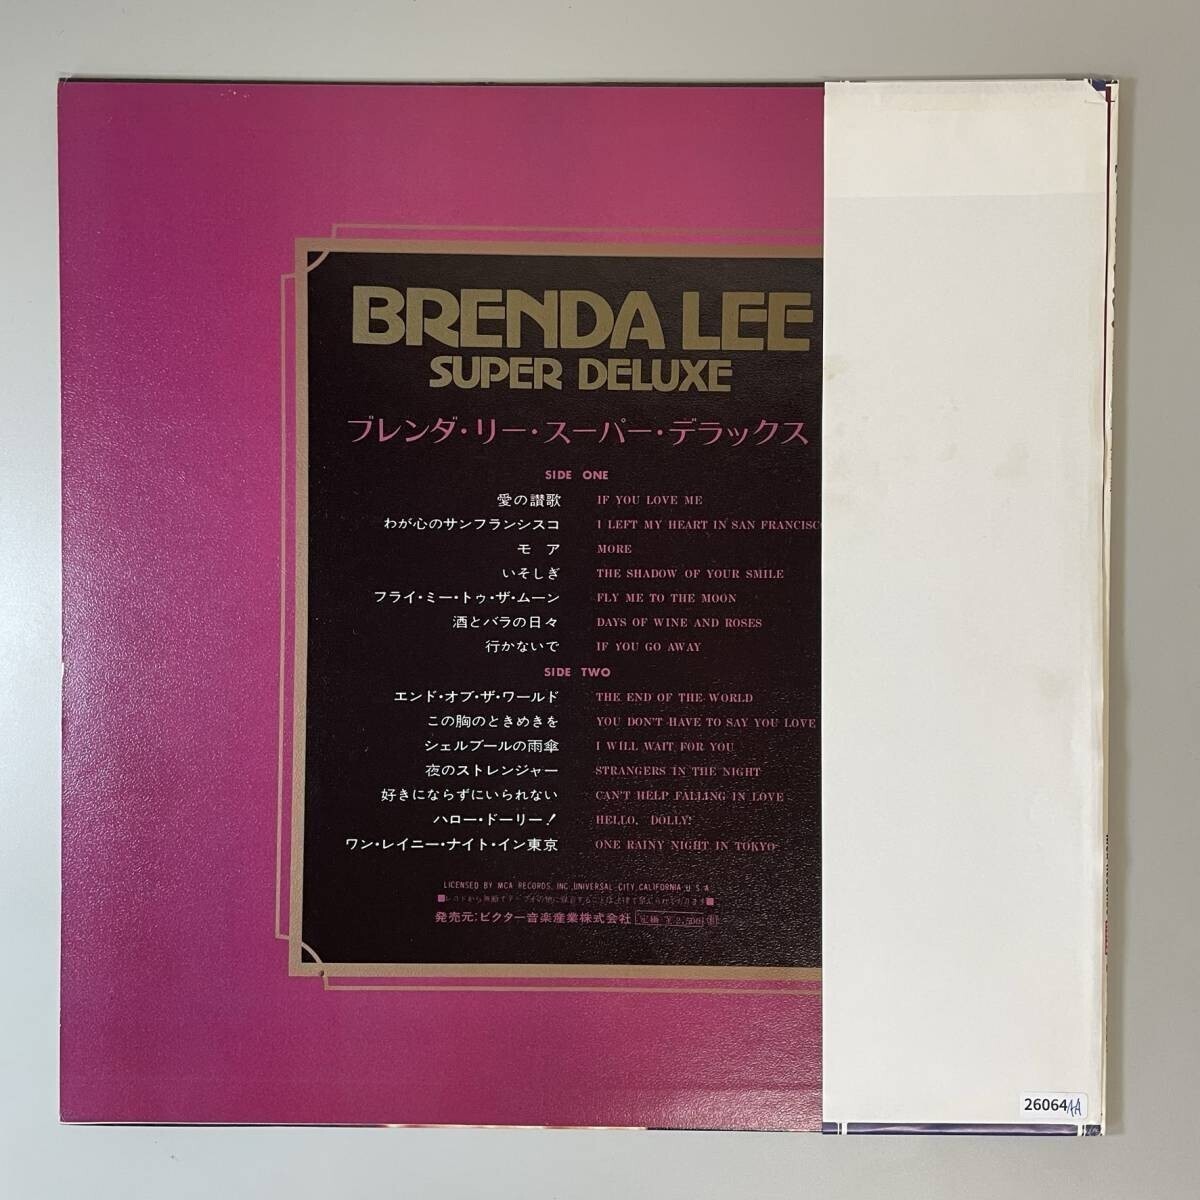 BRENDA LEE
SUPER DELUXE
ブレンダ・リー・スーパー・デラックス
SIDE ONE
愛の讃歌 IF YOU LOVE ME
わが心のサンフランシスコ I LEFT MY HEART IN SAN FRANCISC
モア MORE
いそしぎ THE SHADOW OF YOUR SMILE
フライ・ミー・トゥ・ザ・ムーン FLY ME TO THE MOON
酒とバラの日々 DAYS OF WINE AND ROSES
行かないで IF YOU GO AWAY
SIDE TWO
エンド・オブ・ザ・ワールド THE END OF THE WORLD
この胸のときめきを YOU DON'T HAVE TO SAY YOU LOVE
シェルブールの雨傘 I WILL WAIT FOR YOU
夜のストレンジャー STRANGERS IN THE NIGHT
好きにならずにいられない CAN'T HELP FALLING IN LOVE
ハロー・ドーリー! HELLO, DOLLY!
ワン・レイニー・ナイト・イン東京 ONE RAINY NIGHT IN TOKYO
LICENSED BY MCA RECORDS, INC. UNIVERSAL CITY, CALIFORNIA U.S.A.
発売元:ビクター音楽産業株式会社
26064AA